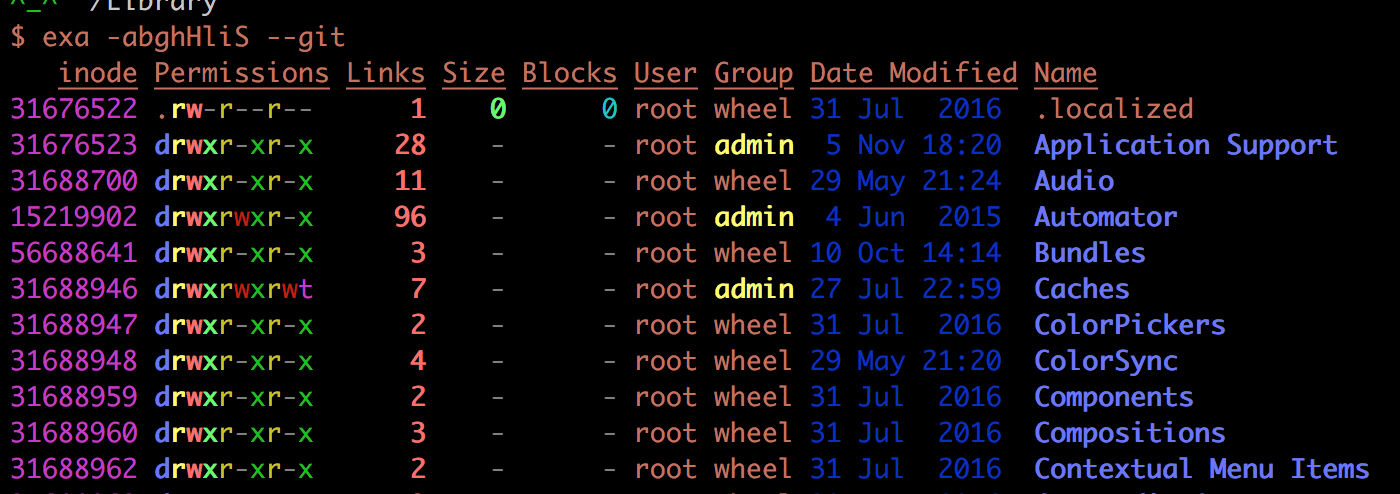 ^_^ /Library
$ exa -abghHliS --git
inode Permissions Links Size Blocks User Group Date Modified Name
31676522 .rw-r--r-- 1 0 0 root wheel 31 Jul 2016 .localized
31676523 drwxr-xr-x 28 - - root admin 5 Nov 18:20 Application Support
31688700 drwxr-xr-x 11 - - root wheel 29 May 21:24 Audio
15219902 drwxrwxr-x 96 - - root admin 4 Jun 2015 Automator
56688641 drwxr-xr-x 3 - - root wheel 10 Oct 14:14 Bundles
31688946 drwxrwxrwt 7 - - root admin 27 Jul 22:59 Caches
31688947 drwxr-xr-x 2 - - root wheel 31 Jul 2016 ColorPickers
31688948 drwxr-xr-x 4 - - root wheel 29 May 21:20 ColorSync
31688959 drwxr-xr-x 2 - - root wheel 31 Jul 2016 Components
31688960 drwxr-xr-x 3 - - root wheel 31 Jul 2016 Compositions
31688962 drwxr-xr-x 2 - - root wheel 31 Jul 2016 Contextual Menu Items